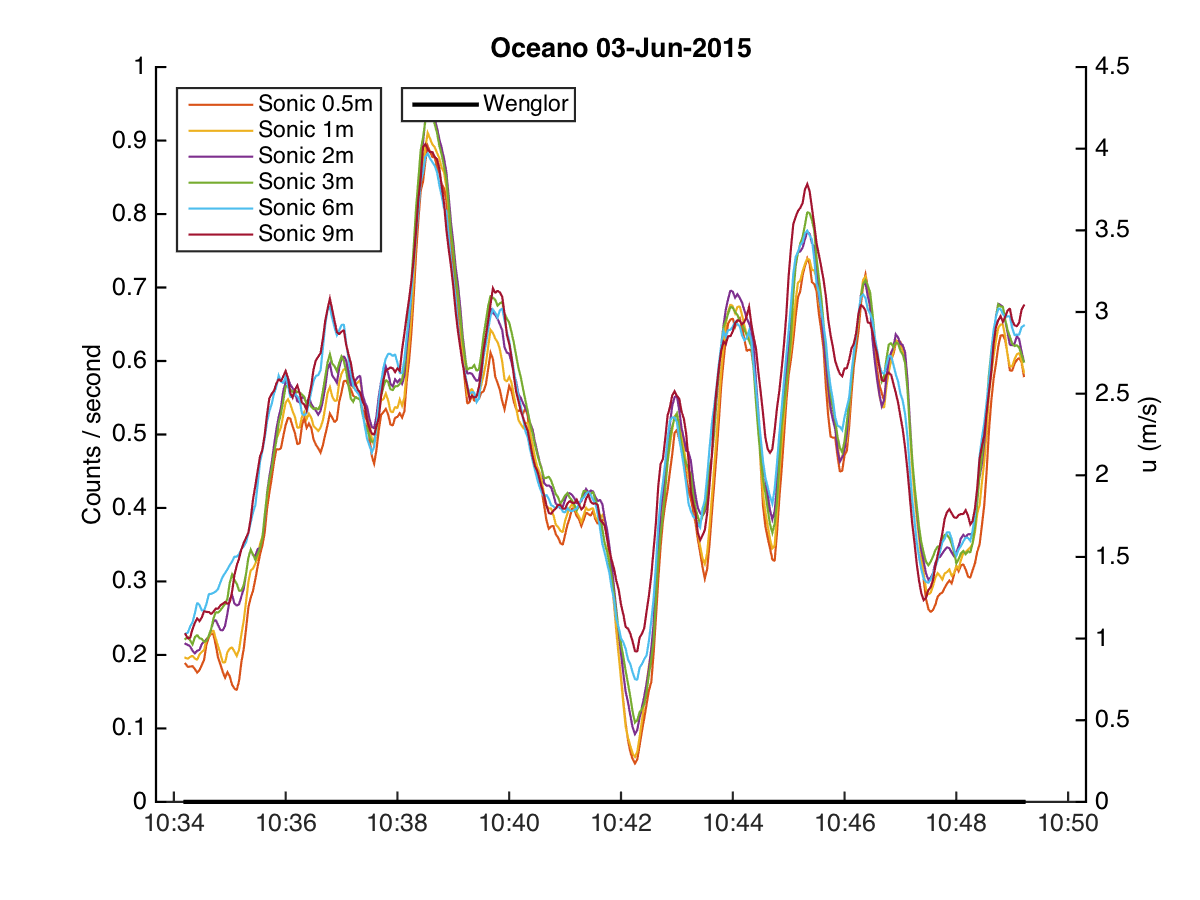 Oceano 03-Jun-2015
Sonic 0.5m
Sonic 1m
Sonic 2m
Sonic 3m
Sonic 6m
Sonic 9m
Wenglor
Counts / second
1
0.9
0.8
0.7
0.6
0.5
0.4
0.3
0.2
0.1
0
4.5
4
3.5
3
2.5
2
1.5
1
0.5
0
u (m/s)
10:34 10:36 10:38 10:40 10:42 10:44 10:46 10:48 10:50